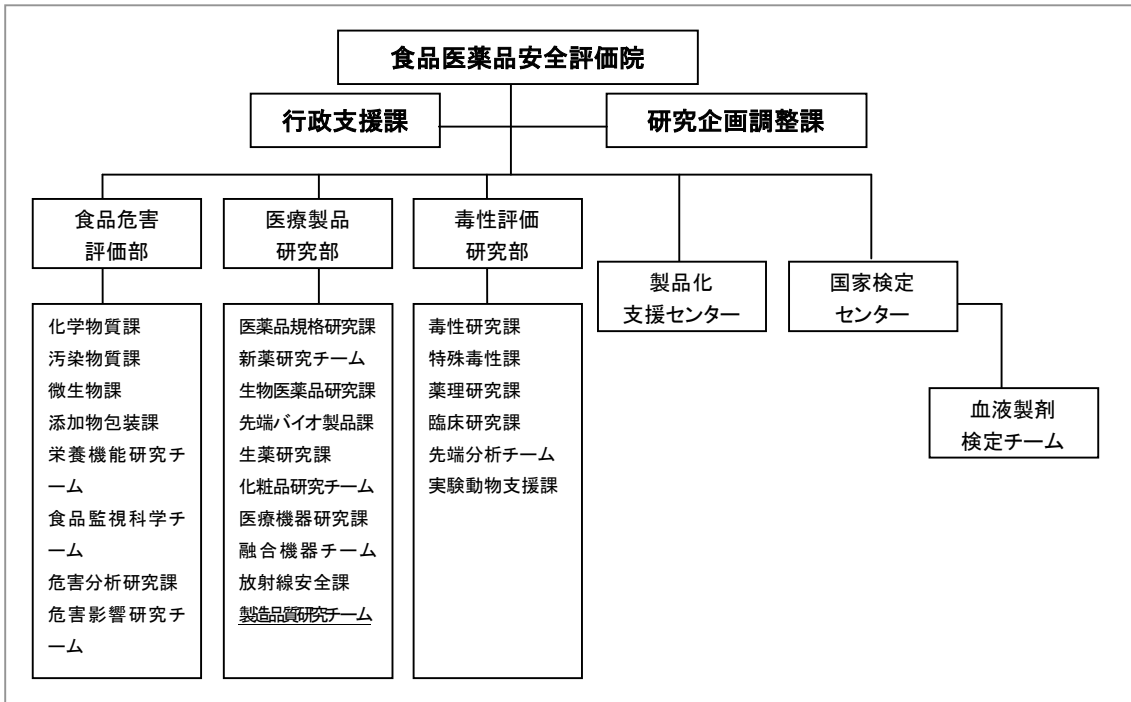 食品医薬品安全評価院
行政支援課
研究企画調整課
食品危害
評価部
医療製品
研究部
毒性評価
研究部
製品化
支援センター
国家検定
センター
化学物質課
汚染物質課
微生物課
添加物包装課
栄養機能研究チ
ーム
食品監視科学チ
ーム
危害分析研究課
危害影響研究チ
ーム
医薬品規格研究課
新薬研究チーム
生物医薬品研究課
先端バイオ製品課
生薬研究課
化粧品研究チーム
医療機器研究課
融合機器チーム
放射線安全課
製造品質研究チーム
毒性研究課
特殊毒性課
薬理研究課
臨床研究課
先端分析チーム
実験動物支援課
血液製剤
検定チーム